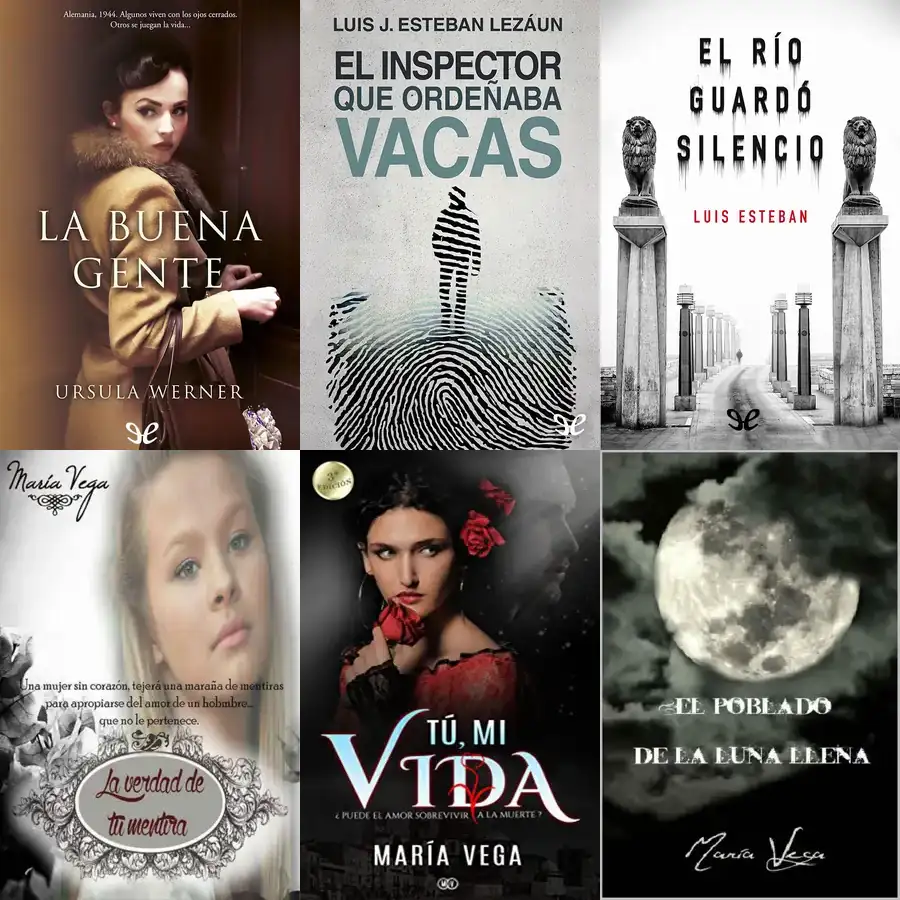 Alemania, 1944. Algunos viven con los ojos cerrados.
Otros se juegan la vida...
LA BUENA
GENTE
URSULA WERNER
LUIS J. ESTEBAN LEZÁUN
EL INSPECTOR
QUE ORDEÑABA
VACAS
EL RÍO
GUARDÓ
SILENCIO
LUIS ESTEBAN
María Vega
Una mujer sin corazón, tejerá una maraña de mentiras
para apropiarse del amor de un hobmbre...
que no le pertenece.
La verdad de
tu mentira
3ª
EDICIÓN
TÚ, MI
VIDA
¿PUEDE EL AMOR SOBREVIVIR A LA MUERTE?
MARÍA VEGA
MV
EL POBLADO
DE LA LUNA LLENA
María Vega